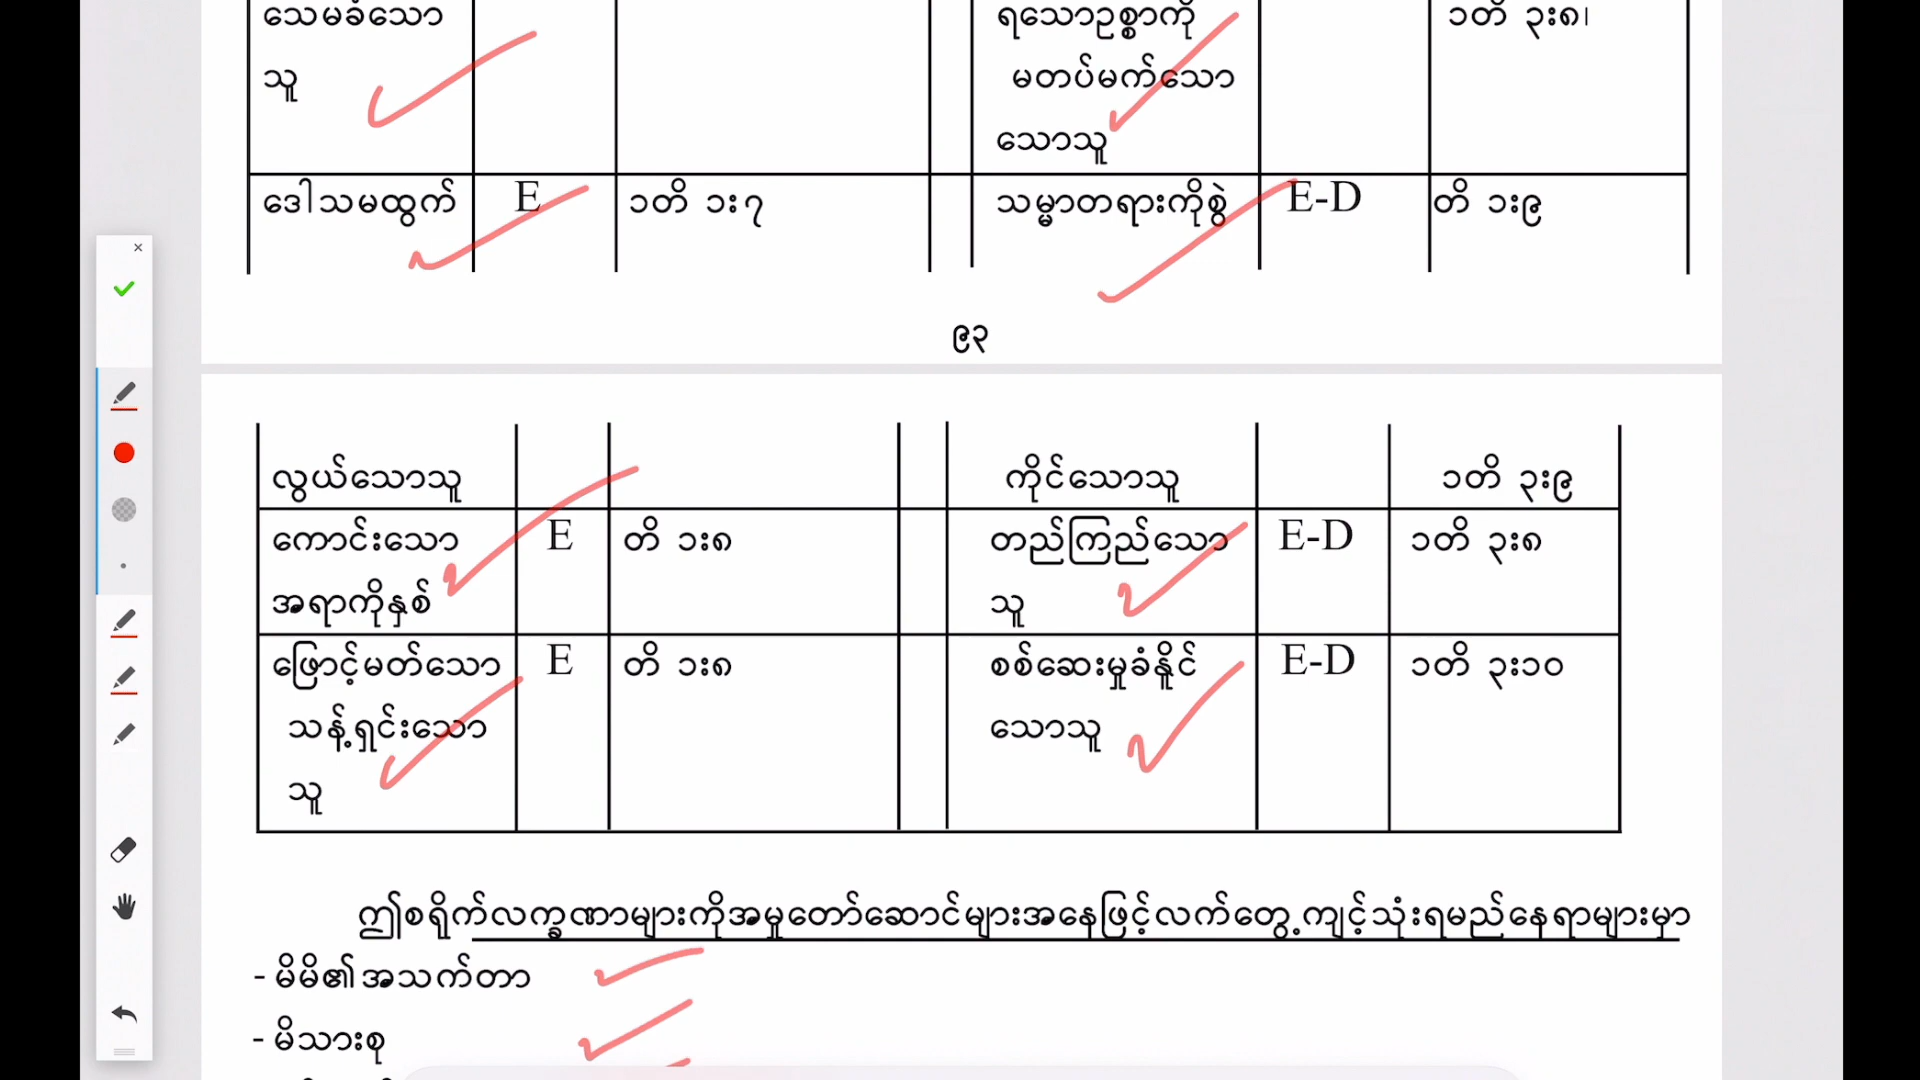 သေမခံသော ရသောဥစ္စာကို ၁တိ ၃း၈၊
သူ မတပ်မက်သော
သောသူ
ဒေါသမထွက် E ၁တိ ၁း၇ သမ္မာတရားကိုစွဲ E-D တိ ၁း၉
၉၃
လွယ်သောသူ ကိုင်သောသူ ၁တိ ၃း၉
ကောင်းသော E တိ ၁း၈ တည်ကြည်သော E-D ၁တိ ၃း၈
အရာကိုနှစ် သူ
ဖြောင့်မတ်သော E တိ ၁း၈ စစ်ဆေးမှုခံနိူင် E-D ၁တိ ၃း၁၀
သန့်ရှင်းသော သောသူ
သူ
ဤစရိုက်လက္ခဏာများကိုအမှုတော်ဆောင်များအနေဖြင့်လက်တွေ့ကျင့်သုံးရမည်နေရာများမှာ
- မိမိ၏အသက်တာ
- မိသားစု